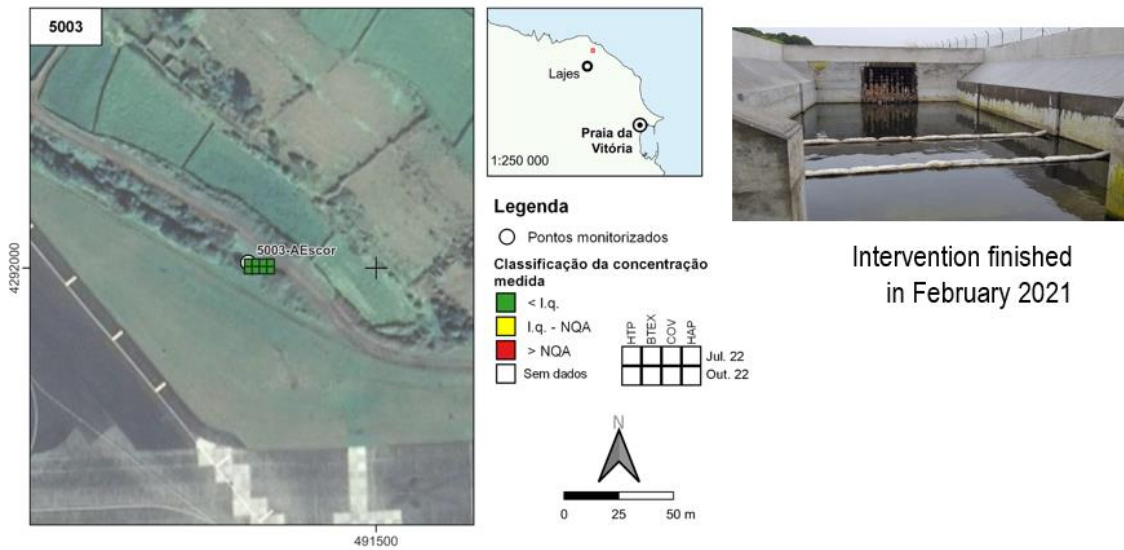 5003
5003-AEscor
4292000
491500
Lajes
Praia da
Vitória
1:250 000
Legenda
Pontos monitorizados
Classificação da concentração
medida
< l.q.
l.q. - NQA
> NQA
Sem dados
HTP
BTEX
COV
HAP
Jul. 22
Out. 22
N
0 25 50 m
Intervention finished
in February 2021